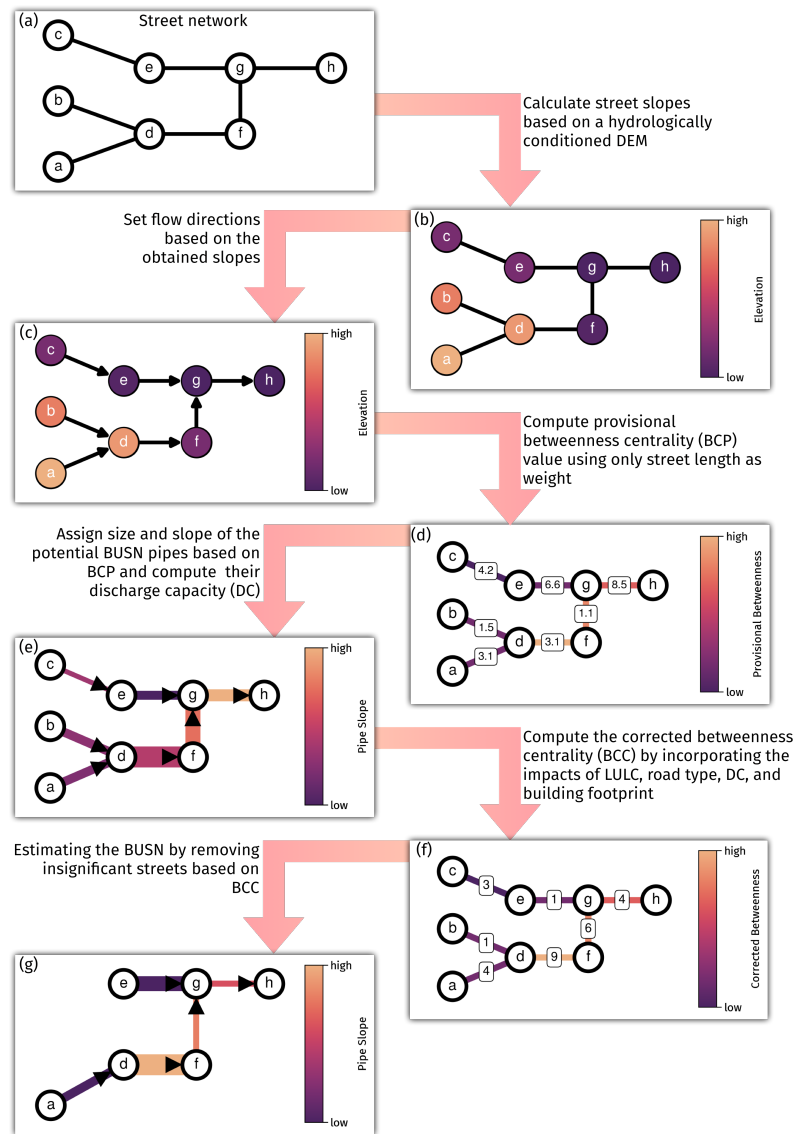 (a)
Street network
c
e
g
h
b
d
f
a
Calculate street slopes
based on a hydrologically
conditioned DEM
Set flow directions
based on the
obtained slopes
(b)
c
e
g
h
b
d
f
a
high
low
Elevation
(c)
c
e
g
h
b
d
f
a
high
low
Elevation
Compute provisional
betweenness centrality (BCP)
value using only street length as
weight
Assign size and slope of the
potential BUSN pipes based on
BCP and compute their
discharge capacity (DC)
(d)
c
4.2
e
6.6
g
8.5
h
1.1
b
1.5
d
3.1
f
3.1
a
high
low
Provisional Betweenness
(e)
c
e
g
h
b
d
f
a
high
low
Pipe Slope
Compute the corrected betweenness
centrality (BCC) by incorporating the
impacts of LULC, road type, DC, and
building footprint
Estimating the BUSN by removing
insignificant streets based on
BCC
(f)
c
3
e
1
g
4
h
6
b
1
d
9
f
4
a
high
low
Corrected Betweenness
(g)
e
g
h
d
f
a
high
low
Pipe Slope